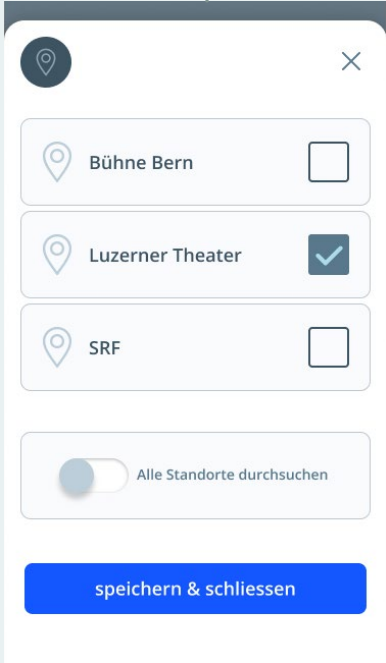 Bühne Bern
Luzerner Theater
SRF
Alle Standorte durchsuchen
speichern & schliessen